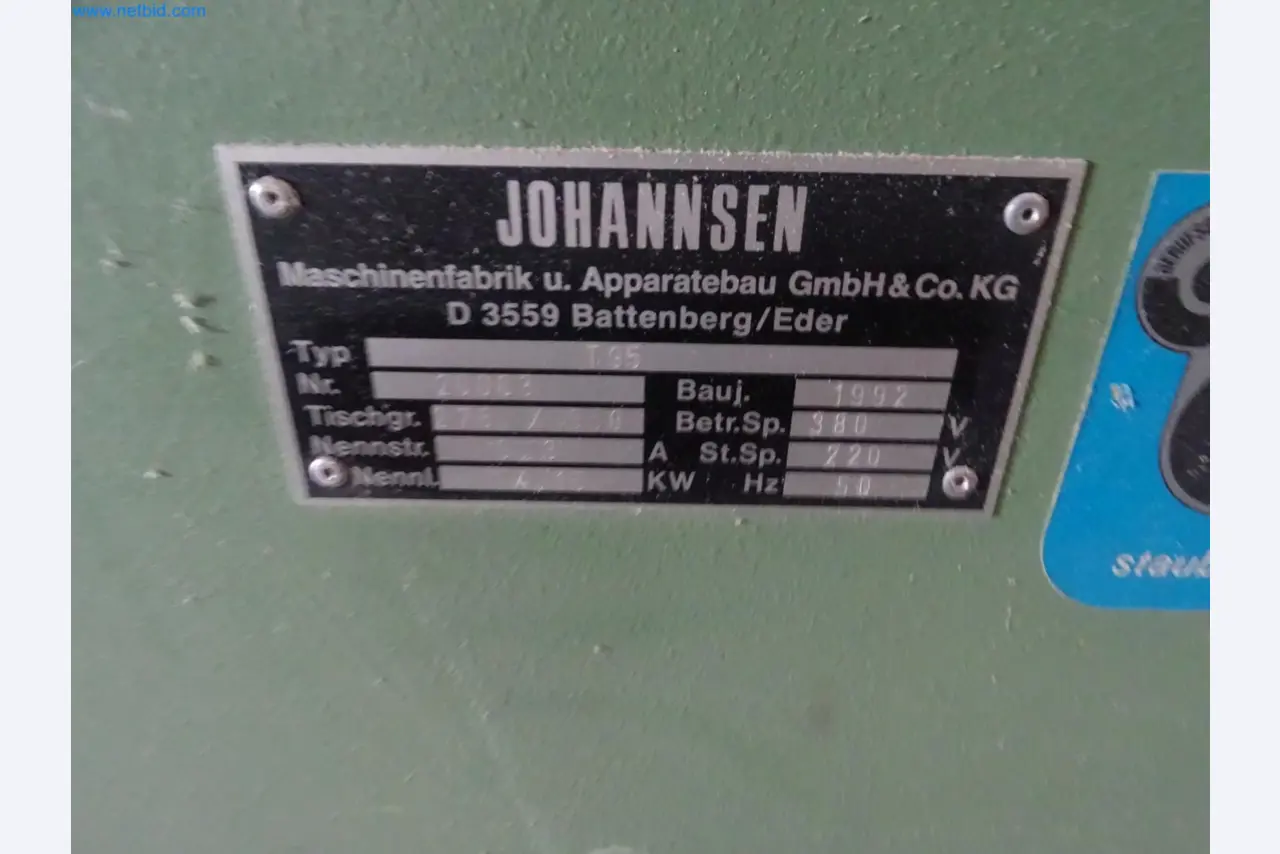 www.netbid.com
JOHANNSEN
Maschinenfabrik u. Apparatebau GmbH & Co. KG
D 3559 Battenberg/Eder
Typ
Nr. Bauj. 1992
Tischgr. Betr.Sp. 380 V
Nennstr. A St.Sp. 220 V
Nennl. KW Hz 50